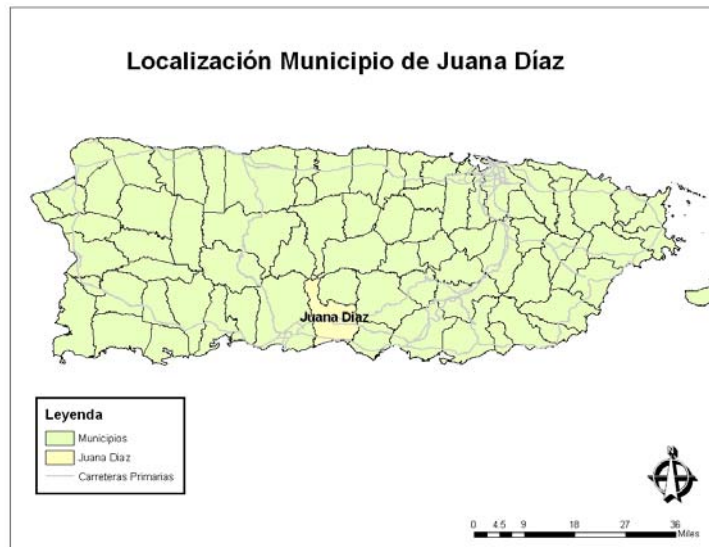 Localización Municipio de Juana Díaz
Juana Díaz
Leyenda
Municipios
Juana Díaz
Carreteras Primarias
0 4.5 9 18 27 36
Miles